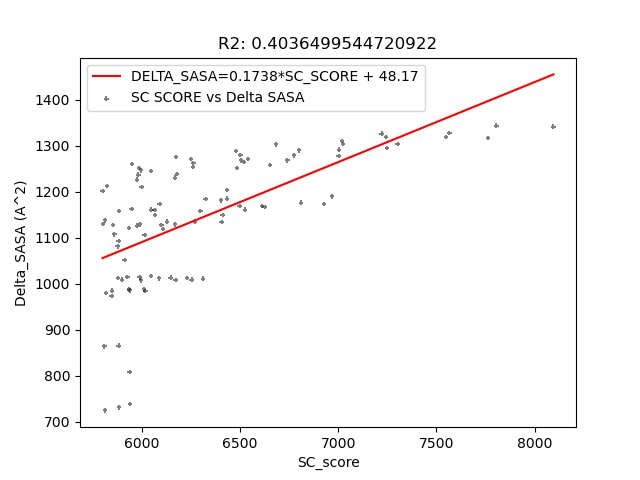 R2: 0.4036499544720922
DELTA_SASA=0.1738*SC_SCORE + 48.17
SC SCORE vs Delta SASA
1400
1300
1200
1100
1000
900
800
700
Delta_SASA (A^2)
6000 6500 7000 7500 8000
SC_score